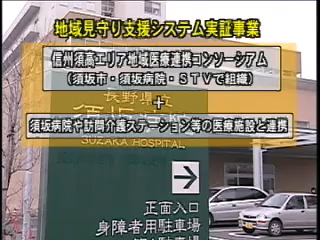 地域見守り支援システム実証事業
信州須高エリア地域医療連携コンソーシアム
(須坂市・須坂病院・STVで組織)
+
須坂病院や訪問介護ステーション等の医療施設と連携
長野県立
須坂
SUZAKA HOSPITAL
正面入口
身障者用駐車場